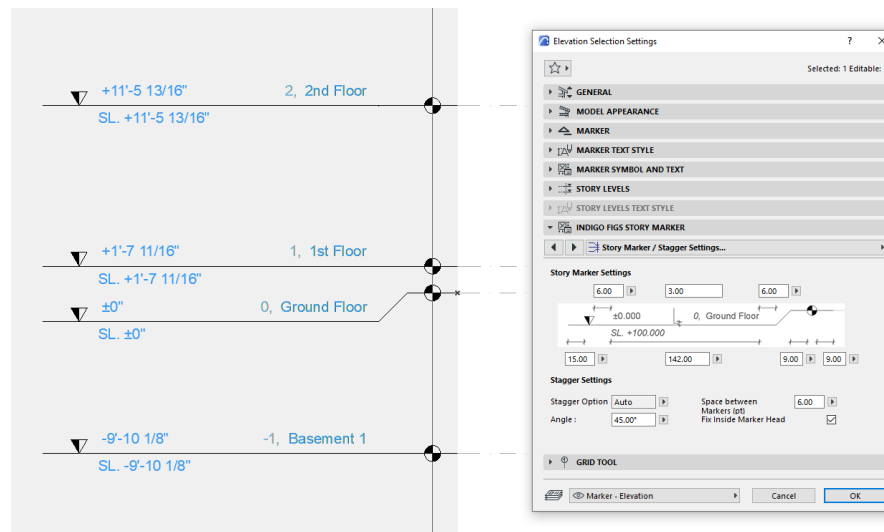 +11'-5 13/16" 2, 2nd Floor
SL. +11'-5 13/16"
+1'-7 11/16" 1, 1st Floor
SL. +1'-7 11/16"
±0" 0, Ground Floor
SL. ±0"
-9'-10 1/8" -1, Basement 1
SL. -9'-10 1/8"
Elevation Selection Settings ?
Selected: 1 Editable:
GENERAL
MODEL APPEARANCE
MARKER
MARKER TEXT STYLE
MARKER SYMBOL AND TEXT
STORY LEVELS
STORY LEVELS TEXT STYLE
INDIGO FIGS STORY MARKER
Story Marker / Stagger Settings...
Story Marker Settings
6.00 3.00 6.00
±0.000 0, Ground Floor
SL. +100.000
15.00 142.00 9.00 9.00
Stagger Settings
Stagger Option Auto Space between 6.00
Markers (pt)
Angle : 45.00° Fix Inside Marker Head
GRID TOOL
Marker - Elevation Cancel OK